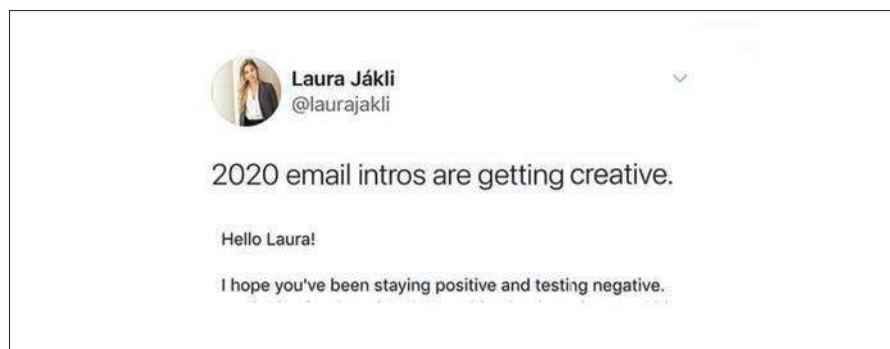 Laura Jákli
@laurajakli
2020 email intros are getting creative.
Hello Laura!
I hope you've been staying positive and testing negative.